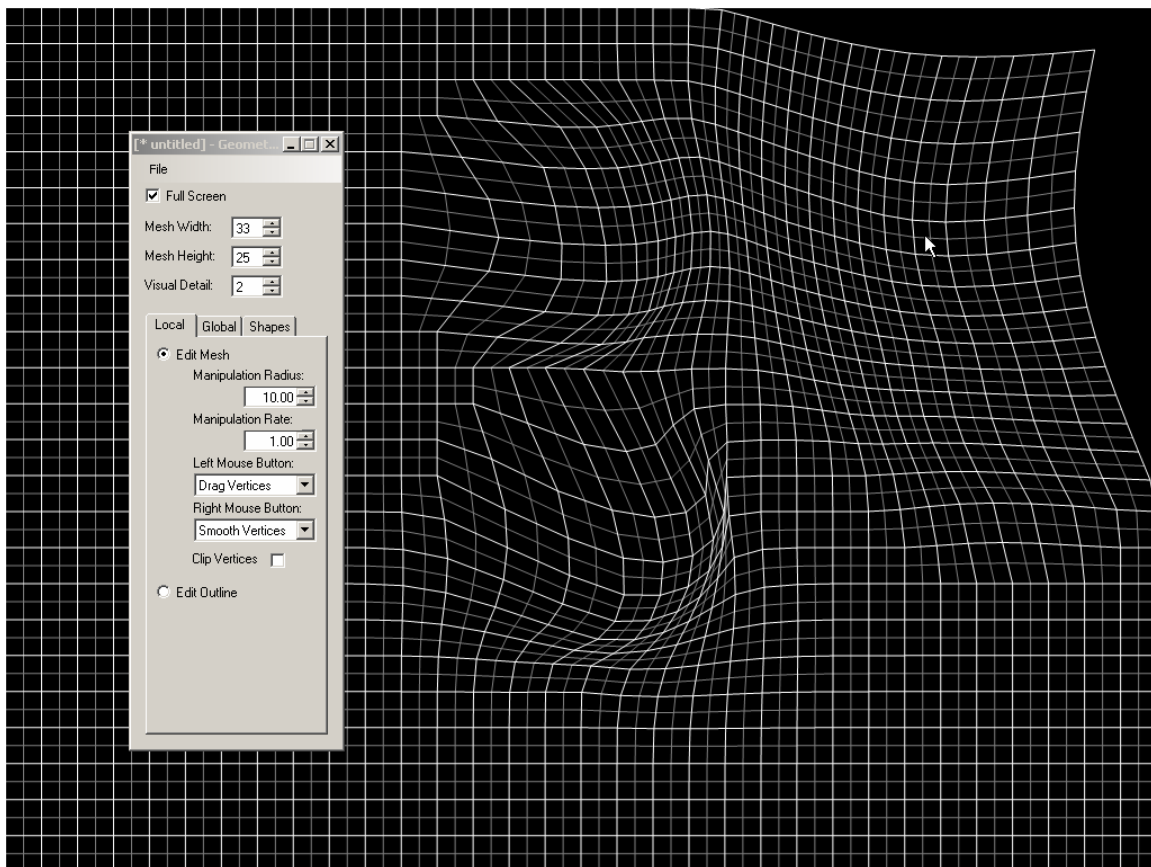 [* untitled] - Geomet...
File
Full Screen
Mesh Width: 33
Mesh Height: 25
Visual Detail: 2
Local Global Shapes
Edit Mesh
Manipulation Radius:
10.00
Manipulation Rate:
1.00
Left Mouse Button:
Drag Vertices
Right Mouse Button:
Smooth Vertices
Clip Vertices
Edit Outline